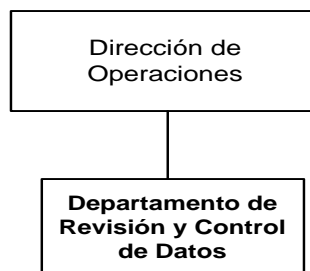 Dirección de
Operaciones
Departamento de
Revisión y Control
de Datos